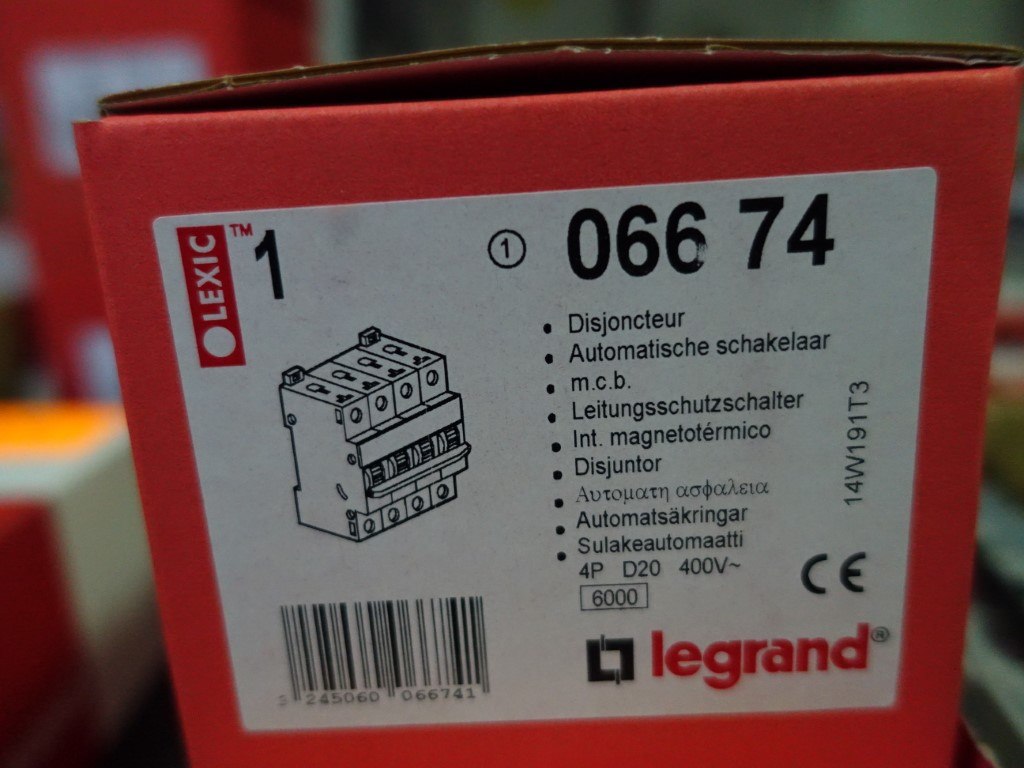 LEXIC™ 1
① 066 74
• Disjoncteur
• Automatische schakelaar
• m.c.b.
• Leitungsschutzschalter
• Int. magnetotérmico
• Disjuntor
• Αυτοματη ασφαλεια
• Automatsäkringar
• Sulakeautomaatti
4P D20 400V~
6000
14W191T3
CE
legrand®
3 245060 066741